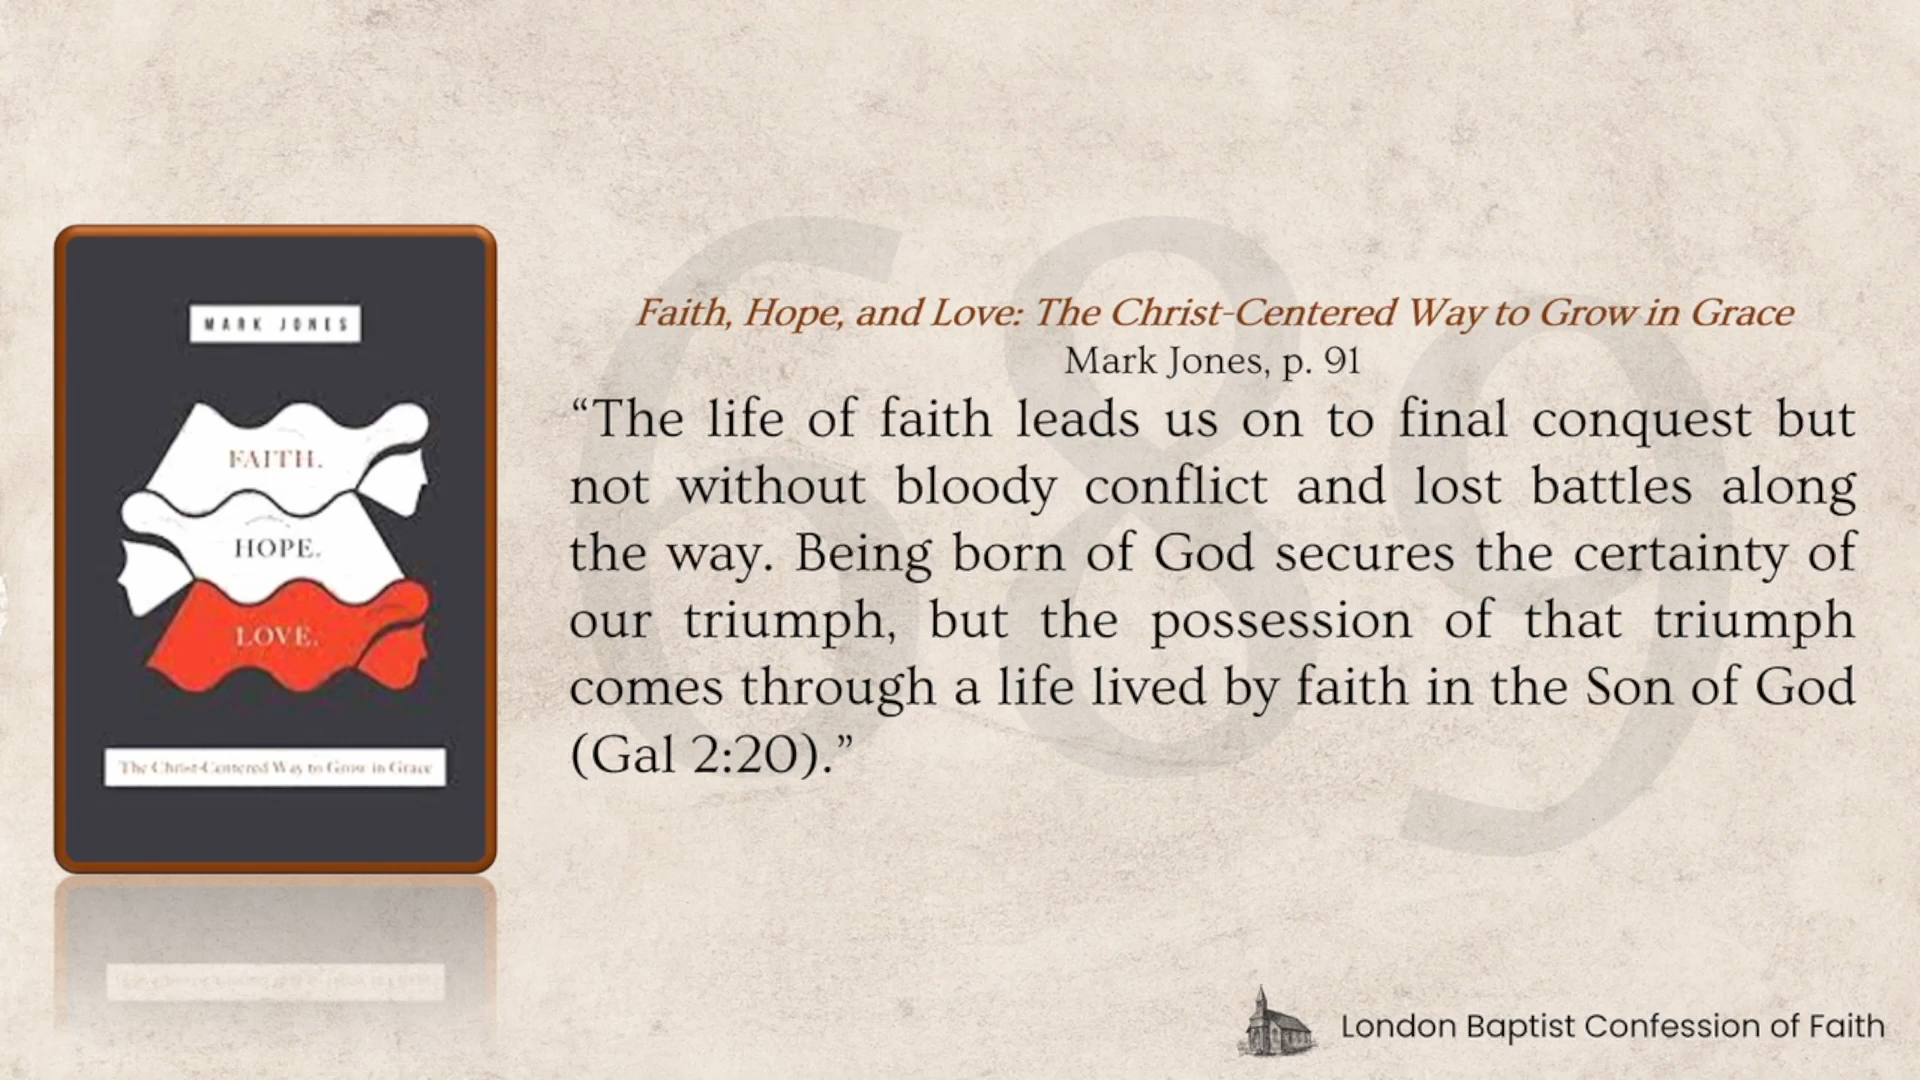 MARK JONES
FAITH.
HOPE.
LOVE.
The Christ-Centered Way to Grow in Grace
Faith, Hope, and Love: The Christ-Centered Way to Grow in Grace
Mark Jones, p. 91
“The life of faith leads us on to final conquest but
not without bloody conflict and lost battles along
the way. Being born of God secures the certainty of
our triumph, but the possession of that triumph
comes through a life lived by faith in the Son of God
(Gal 2:20).”
689
London Baptist Confession of Faith